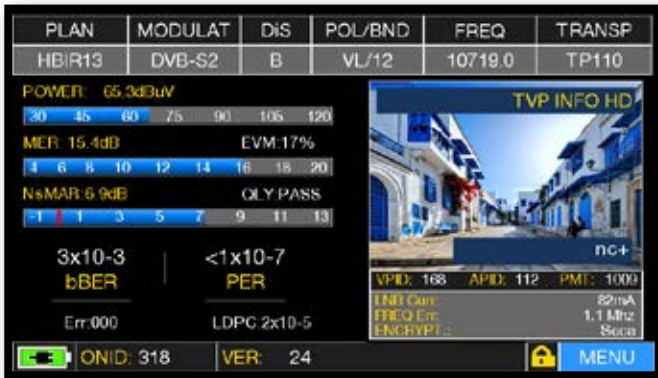 PLAN MODULAT DiS POL/BND FREQ TRANSP
HBIR13 DVB-S2 B VL/12 10719.0 TP110
POWER: 65.3dBuV
30 45 60 75 90 105 120
MER: 15.4dB EVM:17%
4 6 8 10 12 14 16 18 20
NsMAR:6.9dB QLY:PASS
-1 1 3 5 7 9 11 13
3x10-3 <1x10-7
bBER PER
Err:000 LDPC:2x10-5
TVP INFO HD
nc+
VPID: 168 APID: 112 PMT: 1009
LNB Curr: 82mA
FREQ Err: 1.1 Mhz
ENCRYPT.: Seca
ONID: 318 VER: 24 MENU